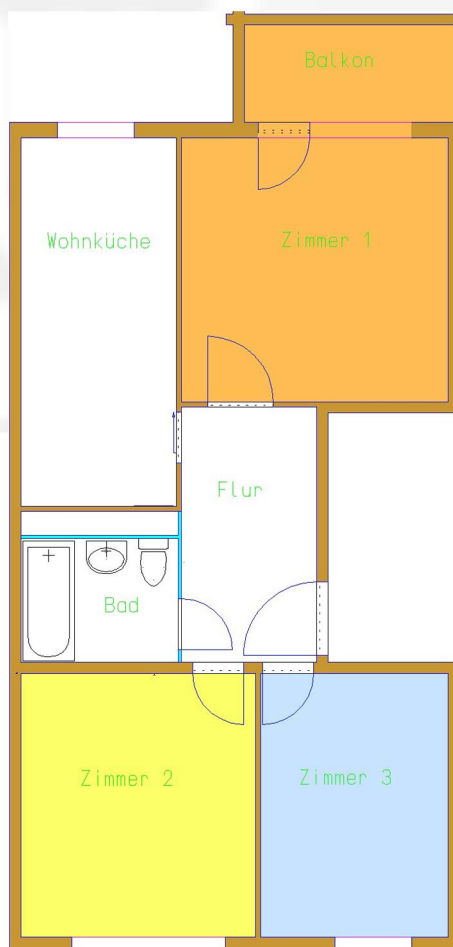 Balkon
Wohnküche
Zimmer 1
Flur
Bad
Zimmer 2
Zimmer 3